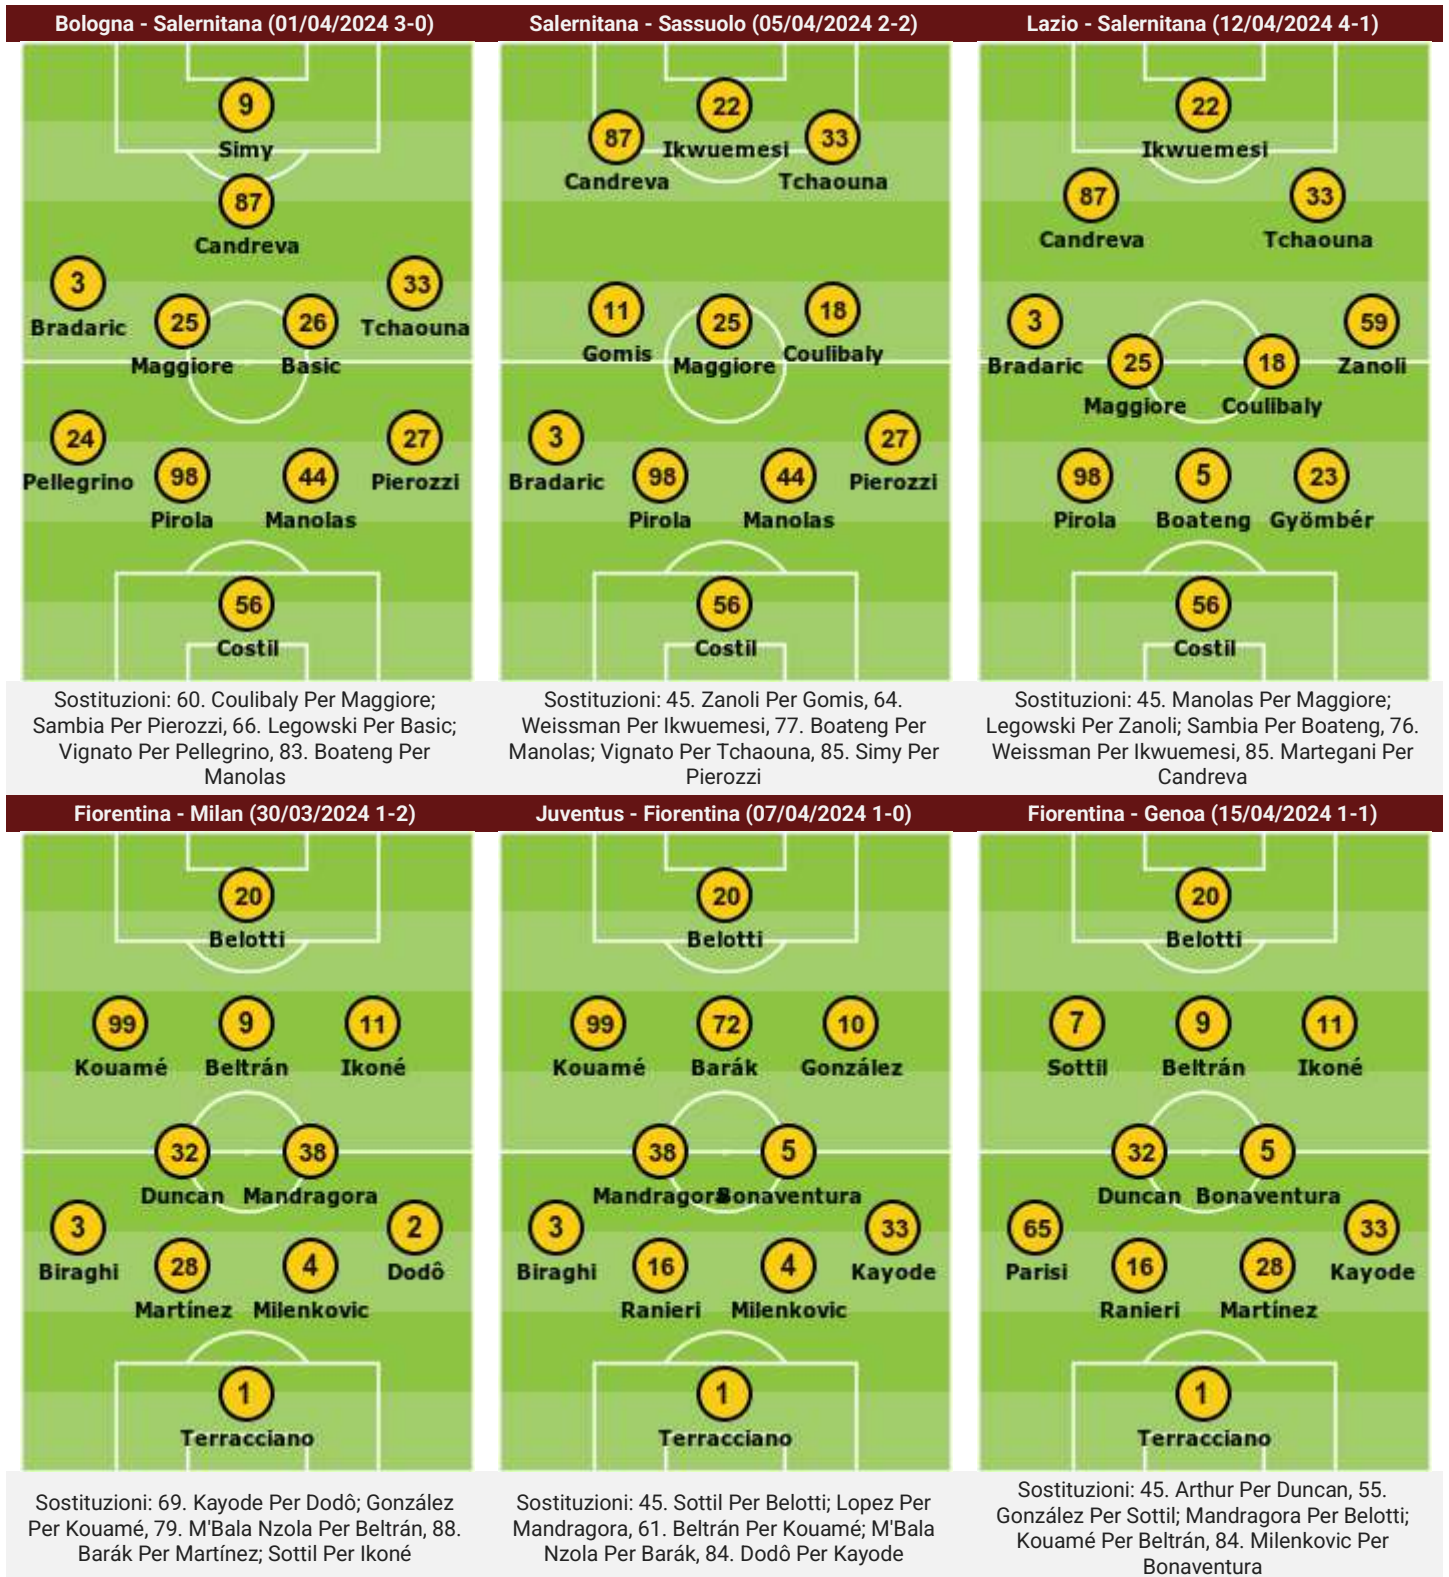 Bologna - Salernitana (01/04/2024 3-0)
9
Simy
87
Candreva
3
33
Bradaric
25
26
Tchaouna
Maggiore
Basic
24
27
Pellegrino
98
44
Pierozzi
Pirola
Manolas
56
Costil
Sostituzioni: 60. Coulibaly Per Maggiore;
Sambia Per Pierozzi, 66. Legowski Per Basic;
Vignato Per Pellegrino, 83. Boateng Per
Manolas
Salernitana - Sassuolo (05/04/2024 2-2)
22
87
Ikwuemesi
33
Candreva
Tchaouna
11
25
18
Gomis
Maggiore
Coulibaly
3
27
Bradaric
98
44
Pierozzi
Pirola
Manolas
56
Costil
Sostituzioni: 45. Zanoli Per Gomis, 64.
Weissman Per Ikwuemesi, 77. Boateng Per
Manolas; Vignato Per Tchaouna, 85. Simy Per
Pierozzi
Lazio - Salernitana (12/04/2024 4-1)
22
Ikwuemesi
87
33
Candreva
Tchaouna
3
59
Bradaric
25
18
Zanoli
Maggiore
Coulibaly
98
5
23
Pirola
Boateng
Gyömbér
56
Costil
Sostituzioni: 45. Manolas Per Maggiore;
Legowski Per Zanoli; Sambia Per Boateng, 76.
Weissman Per Ikwuemesi, 85. Martegani Per
Candreva
Fiorentina - Milan (30/03/2024 1-2)
20
Belotti
99
9
11
Kouamé
Beltrán
Ikoné
32
38
Duncan
Mandragora
3
2
Biraghi
28
4
Dodô
Martínez
Milenkovic
1
Terracciano
Sostituzioni: 69. Kayode Per Dodô; González
Per Kouamé, 79. M'Bala Nzola Per Beltrán, 88.
Barák Per Martínez; Sottil Per Ikoné
Juventus - Fiorentina (07/04/2024 1-0)
20
Belotti
99
72
10
Kouamé
Barák
González
38
5
Mandragora
Bonaventura
3
33
Biraghi
16
4
Kayode
Ranieri
Milenkovic
1
Terracciano
Sostituzioni: 45. Sottil Per Belotti; Lopez Per
Mandragora, 61. Beltrán Per Kouamé; M'Bala
Nzola Per Barák, 84. Dodô Per Kayode
Fiorentina - Genoa (15/04/2024 1-1)
20
Belotti
7
9
11
Sottil
Beltrán
Ikoné
32
5
Duncan
Bonaventura
65
33
Parisi
16
28
Kayode
Ranieri
Martínez
1
Terracciano
Sostituzioni: 45. Arthur Per Duncan, 55.
González Per Sottil; Mandragora Per Belotti;
Kouamé Per Beltrán, 84. Milenkovic Per
Bonaventura